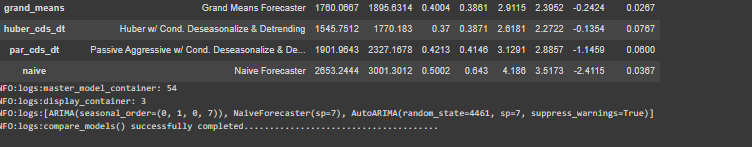 grand_means Grand Means Forecaster 1760.0667 1895.6314 0.4004 0.3861 2.9115 2.3952 -0.2424 0.0267
huber_cds_dt Huber w/ Cond. Deseasonalize & Detrending 1545.7512 1770.183 0.37 0.3871 2.6181 2.2722 -0.1354 0.0767
par_cds_dt Passive Aggressive w/ Cond. Deseasonalize & De... 1901.9643 2327.1678 0.4213 0.4146 3.1291 2.8857 -1.1459 0.0600
naive Naive Forecaster 2653.2444 3001.3012 0.5002 0.643 4.186 3.5173 -2.4115 0.0367
NFO:logs:master_model_container: 54
NFO:logs:display_container: 3
NFO:logs:[ARIMA(seasonal_order=(0, 1, 0, 7)), NaiveForecaster(sp=7), AutoARIMA(random_state=4461, sp=7, suppress_warnings=True)]
NFO:logs:compare_models() successfully completed......................................